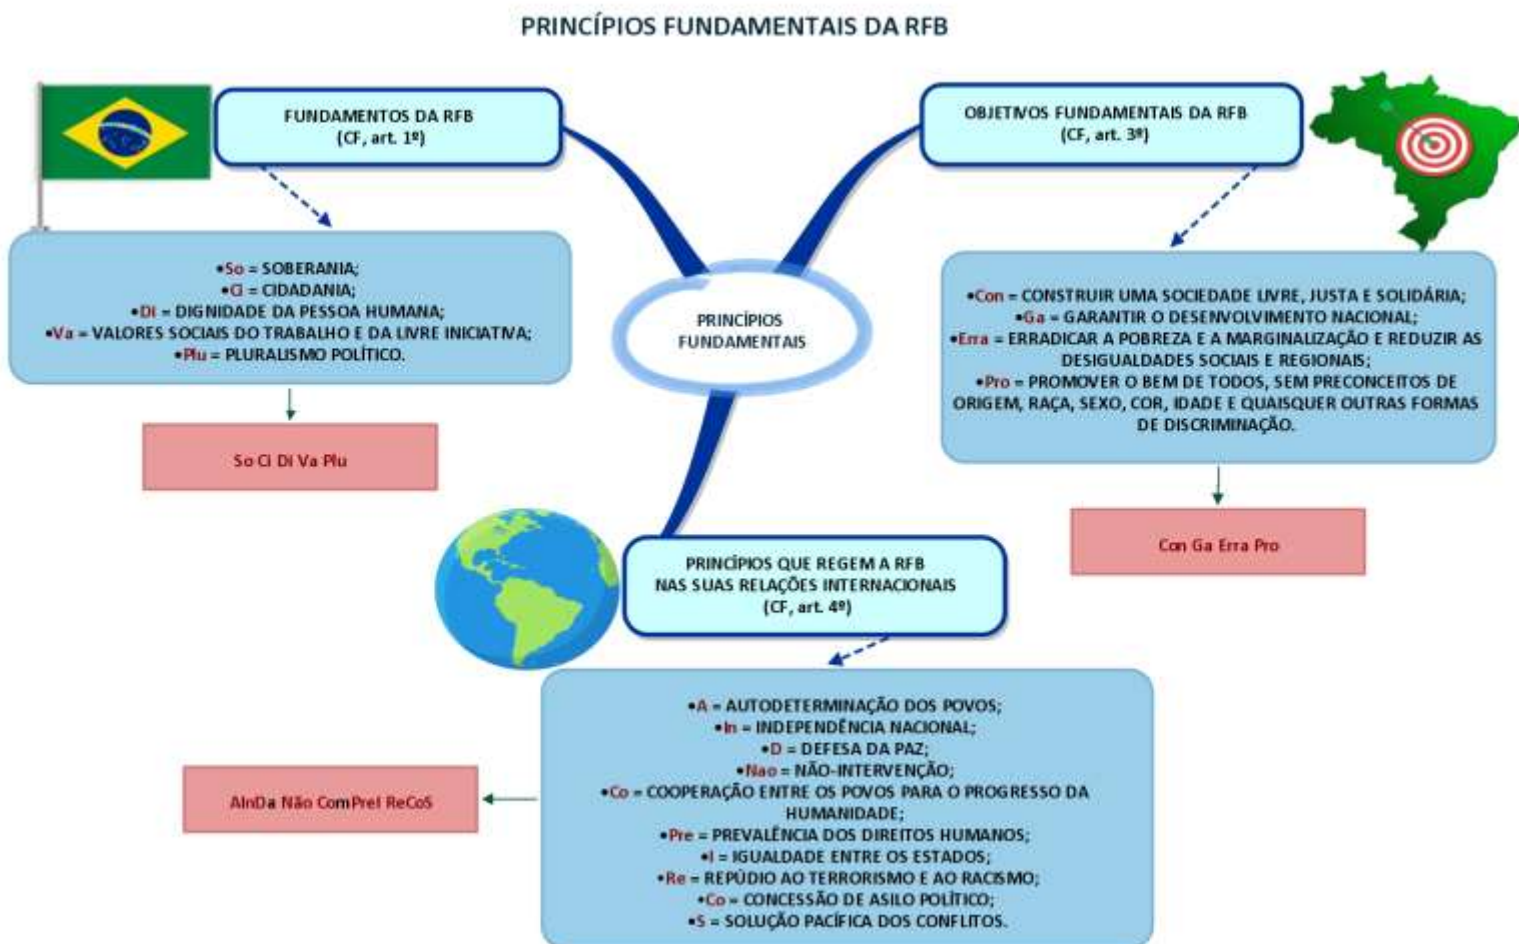 PRINCÍPIOS FUNDAMENTAIS DA RFB
FUNDAMENTOS DA RFB
(CF, art. 1º)
•So = SOBERANIA;
•Ci = CIDADANIA;
•Di = DIGNIDADE DA PESSOA HUMANA;
•Va = VALORES SOCIAIS DO TRABALHO E DA LIVRE INICIATIVA;
•Plu = PLURALISMO POLÍTICO.
So Ci Di Va Plu
OBJETIVOS FUNDAMENTAIS DA RFB
(CF, art. 3º)
•Con = CONSTRUIR UMA SOCIEDADE LIVRE, JUSTA E SOLIDÁRIA;
•Ga = GARANTIR O DESENVOLVIMENTO NACIONAL;
•Erra = ERRADICAR A POBREZA E A MARGINALIZAÇÃO E REDUZIR AS
DESIGUALDADES SOCIAIS E REGIONAIS;
•Pro = PROMOVER O BEM DE TODOS, SEM PRECONCEITOS DE
ORIGEM, RAÇA, SEXO, COR, IDADE E QUAISQUER OUTRAS FORMAS
DE DISCRIMINAÇÃO.
Con Ga Erra Pro
PRINCÍPIOS
FUNDAMENTAIS
PRINCÍPIOS QUE REGEM A RFB
NAS SUAS RELAÇÕES INTERNACIONAIS
(CF, art. 4º)
•A = AUTODETERMINAÇÃO DOS POVOS;
•In = INDEPENDÊNCIA NACIONAL;
•D = DEFESA DA PAZ;
•Nao = NÃO-INTERVENÇÃO;
•Co = COOPERAÇÃO ENTRE OS POVOS PARA O PROGRESSO DA
HUMANIDADE;
•Pre = PREVALÊNCIA DOS DIREITOS HUMANOS;
•I = IGUALDADE ENTRE OS ESTADOS;
•Re = REPÚDIO AO TERRORISMO E AO RACISMO;
•Co = CONCESSÃO DE ASILO POLÍTICO;
•S = SOLUÇÃO PACÍFICA DOS CONFLITOS.
AInDa Não ComPreI ReCoS